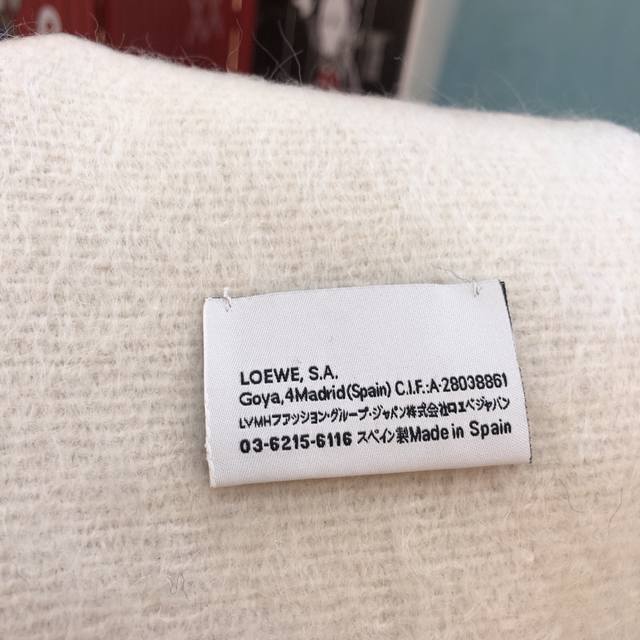 LOEWE, S.A.
Goya,4Madrid(Spain) C.I.F.:A-28038861
LVMHファッション・グループ・ジャパン株式会社ロエベジャパン
03-6215-6116 スペイン製Made in Spain